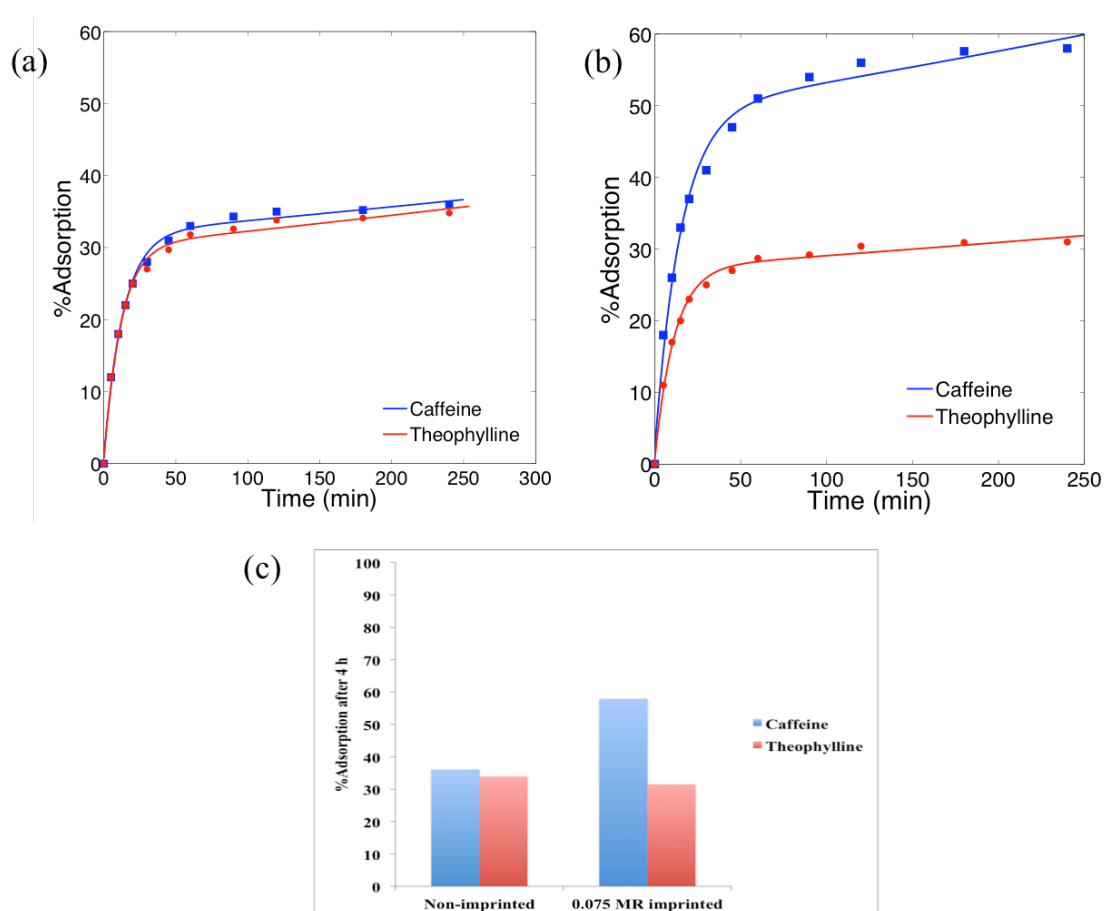 (a)
60
50
40
30
20
10
0
%Adsorption
0 50 100 150 200 250 300
Time (min)
Caffeine
Theophylline
(b)
60
50
40
30
20
10
0
%Adsorption
0 50 100 150 200 250
Time (min)
Caffeine
Theophylline
(c)
100
90
80
70
60
50
40
30
20
10
0
%Adsorption after 4 h
Non-imprinted 0.075 MR imprinted
Caffeine
Theophylline